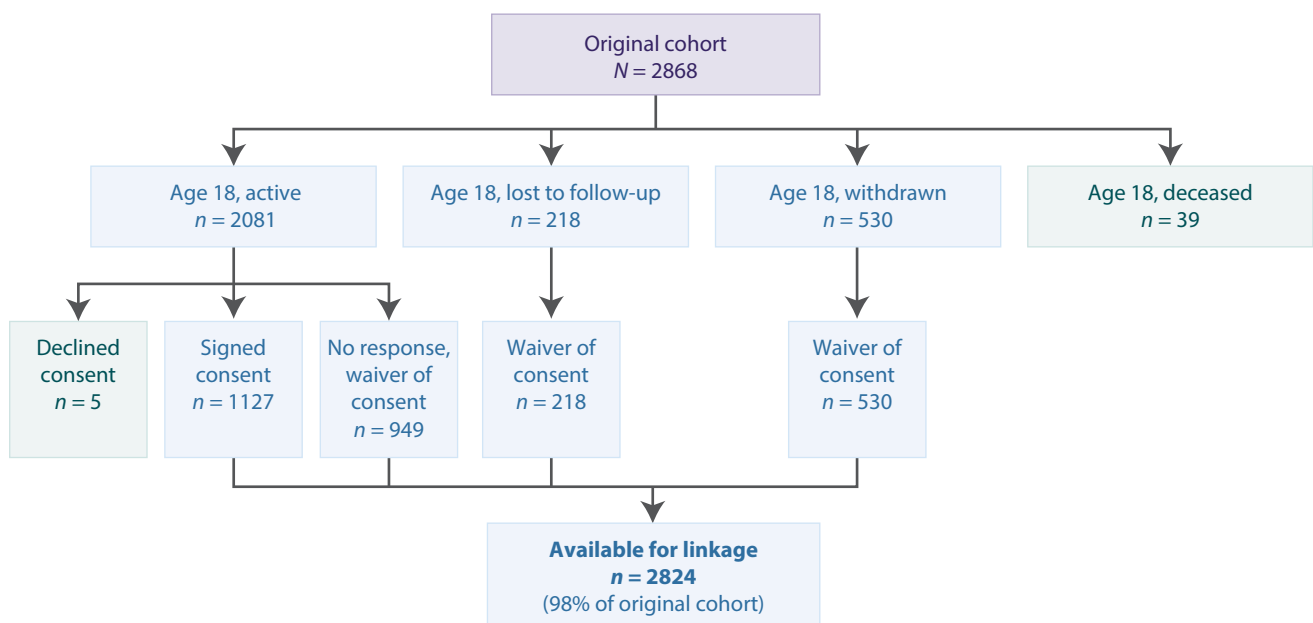 Original cohort
N = 2868
Age 18, active
n = 2081
Age 18, lost to follow-up
n = 218
Age 18, withdrawn
n = 530
Age 18, deceased
n = 39
Declined
consent
n = 5
Signed
consent
n = 1127
No response,
waiver of
consent
n = 949
Waiver of
consent
n = 218
Waiver of
consent
n = 530
Available for linkage
n = 2824
(98% of original cohort)